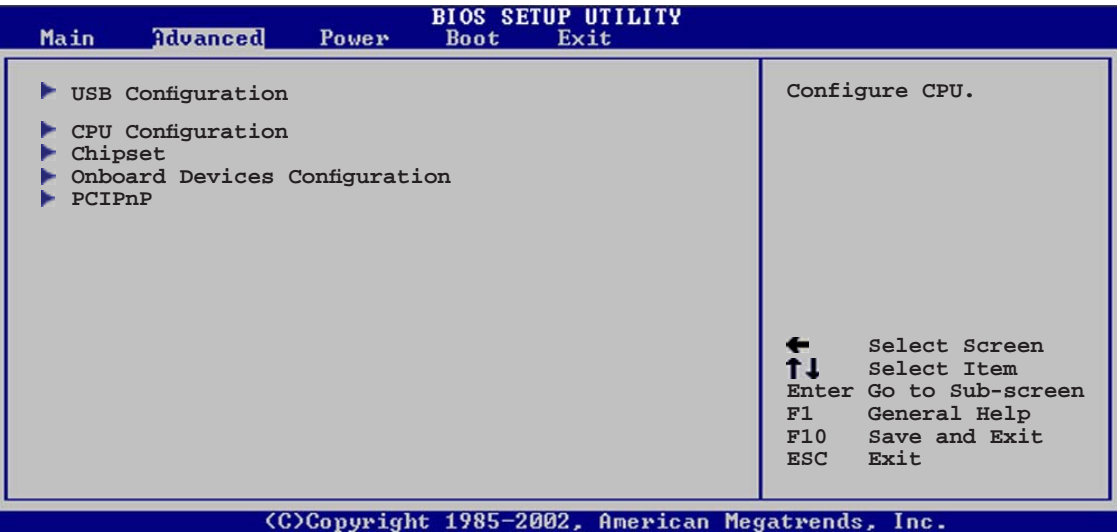 BIOS SETUP UTILITY
Main Advanced Power Boot Exit
USB Configuration
CPU Configuration
Chipset
Onboard Devices Configuration
PCIPnP
Configure CPU.
← Select Screen
↑↓ Select Item
Enter Go to Sub-screen
F1 General Help
F10 Save and Exit
ESC Exit
(C)Copyright 1985-2002, American Megatrends, Inc.